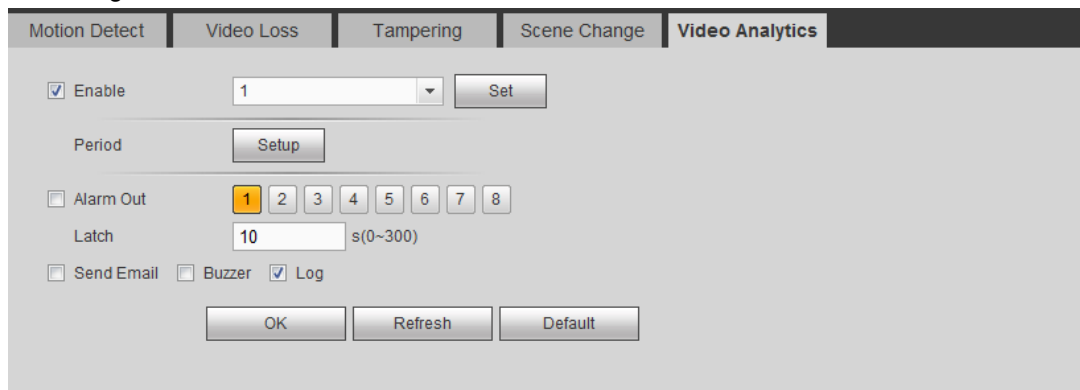 Motion Detect Video Loss Tampering Scene Change Video Analytics
Enable 1 Set
Period Setup
Alarm Out 1 2 3 4 5 6 7 8
Latch 10 s(0~300)
Send Email Buzzer Log
OK Refresh Default